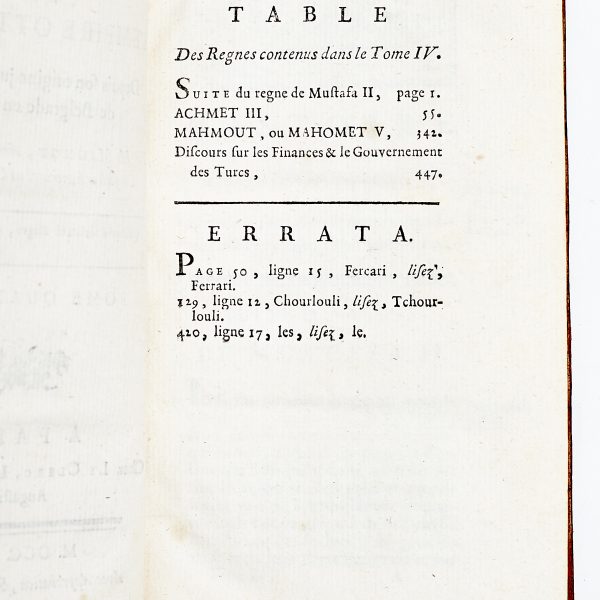 TABLE
Des Regnes contenus dans le Tome IV.
SUITE du regne de Muſtafa II, page 1.
ACHMET III, 55.
MAHMOUT, ou MAHOMET V, 342.
Diſcours ſur les Finances & le Gouvernement
des Turcs, 447.
ERRATA.
PAGE 50, ligne 15, Fercari, liſez, Ferrari.
129, ligne 12, Chourlouli, liſez, Tchour-
louli.
420, ligne 17, les, liſez, le.